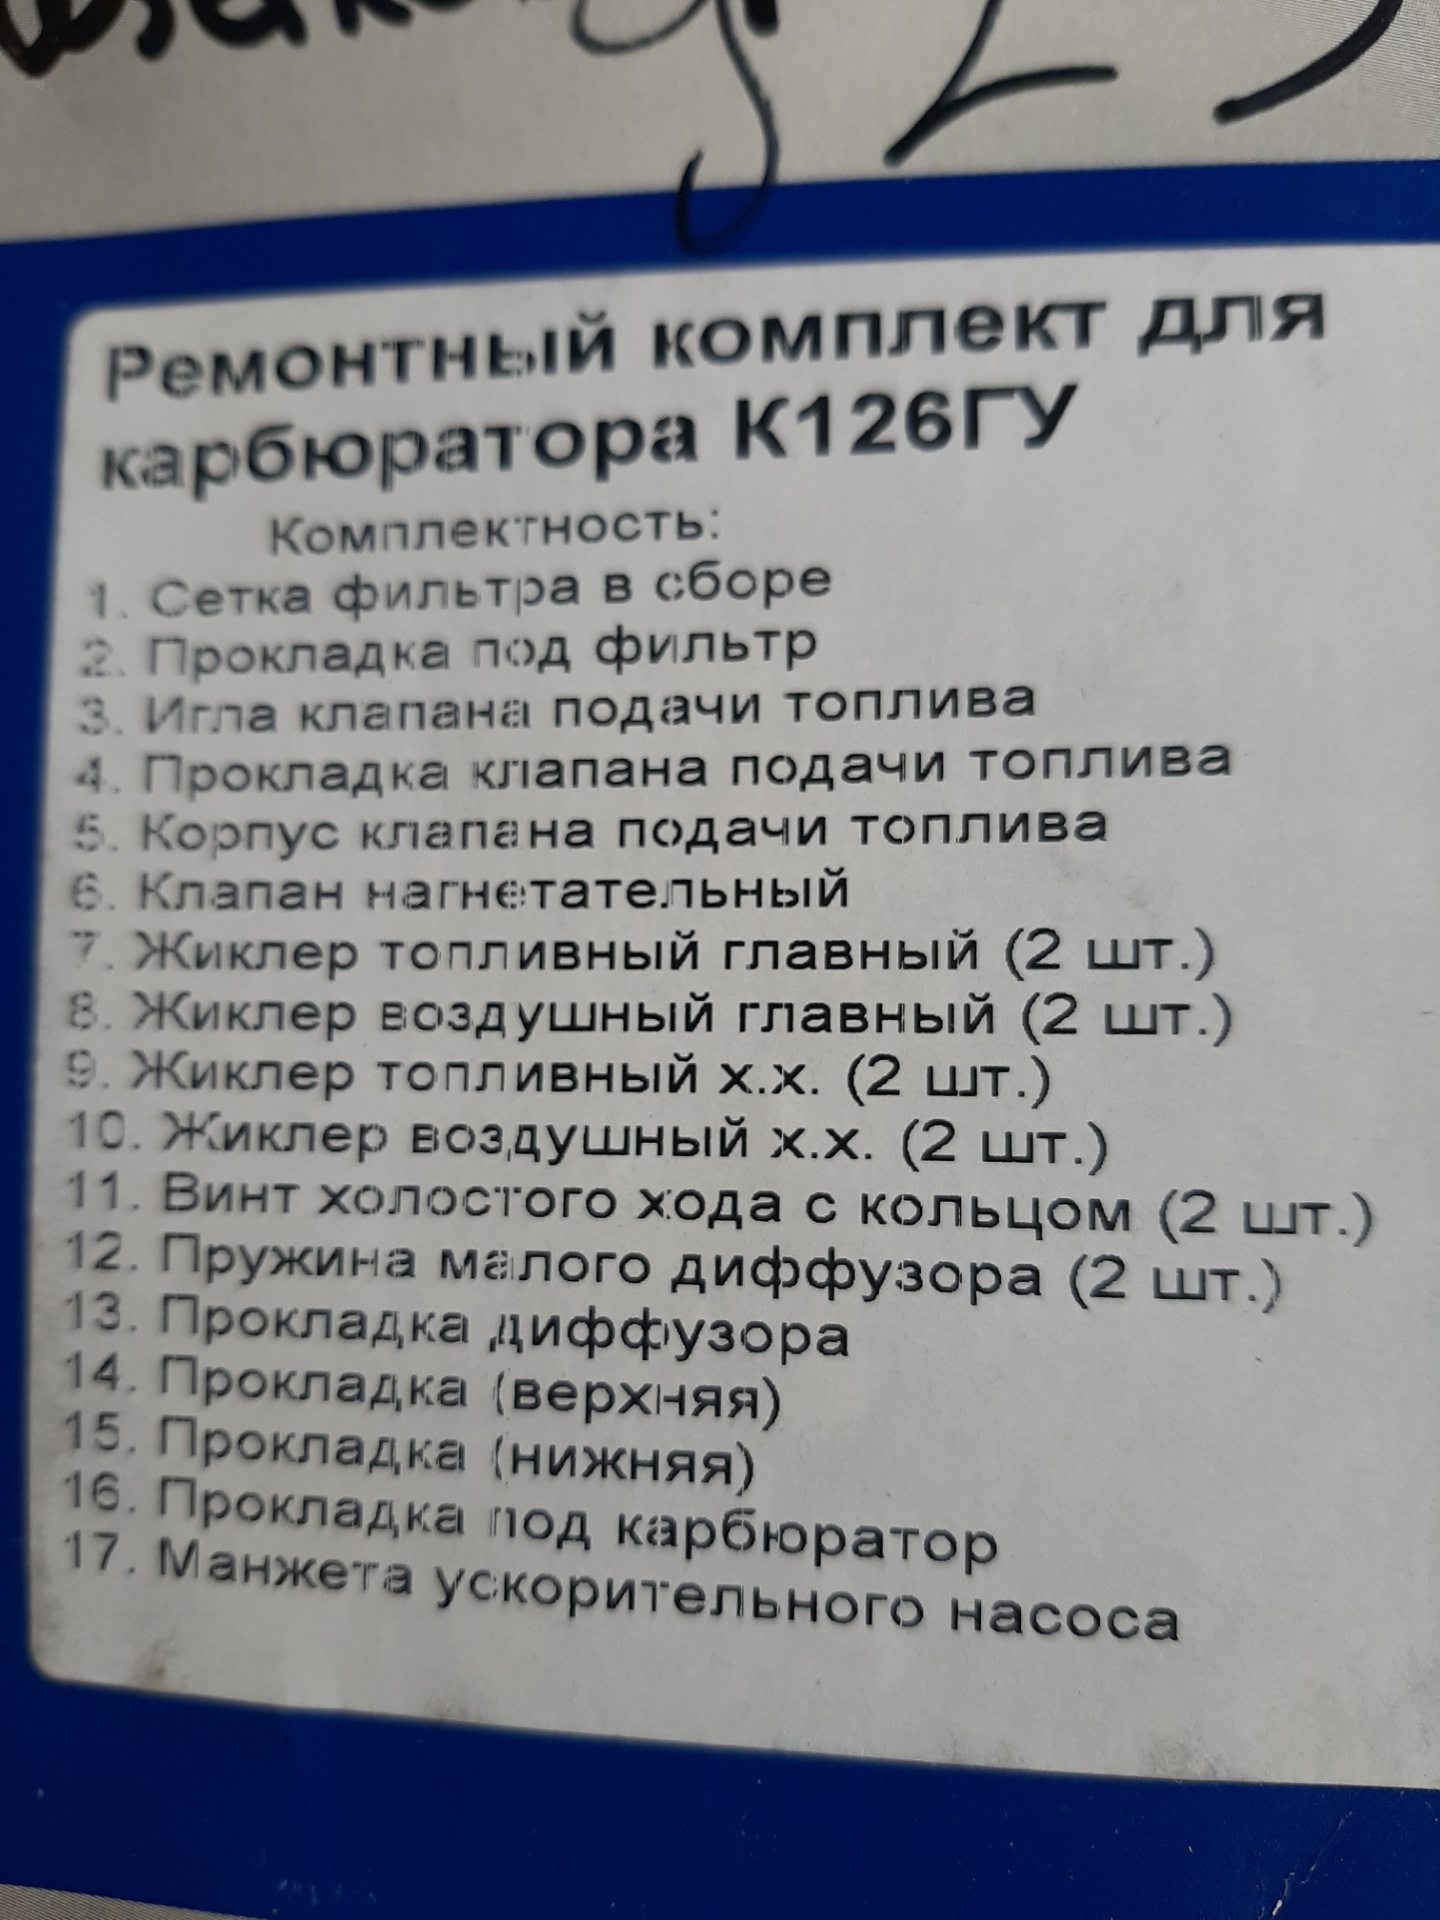 Ремонтный комплект для
карбюратора К126ГУ
Комплектность:
1. Сетка фильтра в сборе
2. Прокладка под фильтр
3. Игла клапана подачи топлива
4. Прокладка клапана подачи топлива
5. Корпус клапана подачи топлива
6. Клапан нагнетательный
7. Жиклер топливный главный (2 шт.)
8. Жиклер воздушный главный (2 шт.)
9. Жиклер топливный х.х. (2 шт.)
10. Жиклер воздушный х.х. (2 шт.)
11. Винт холостого хода с кольцом (2 шт.)
12. Пружина малого диффузора (2 шт.)
13. Прокладка диффузора
14. Прокладка (верхняя)
15. Прокладка (нижняя)
16. Прокладка под карбюратор
17. Манжета ускорительного насоса